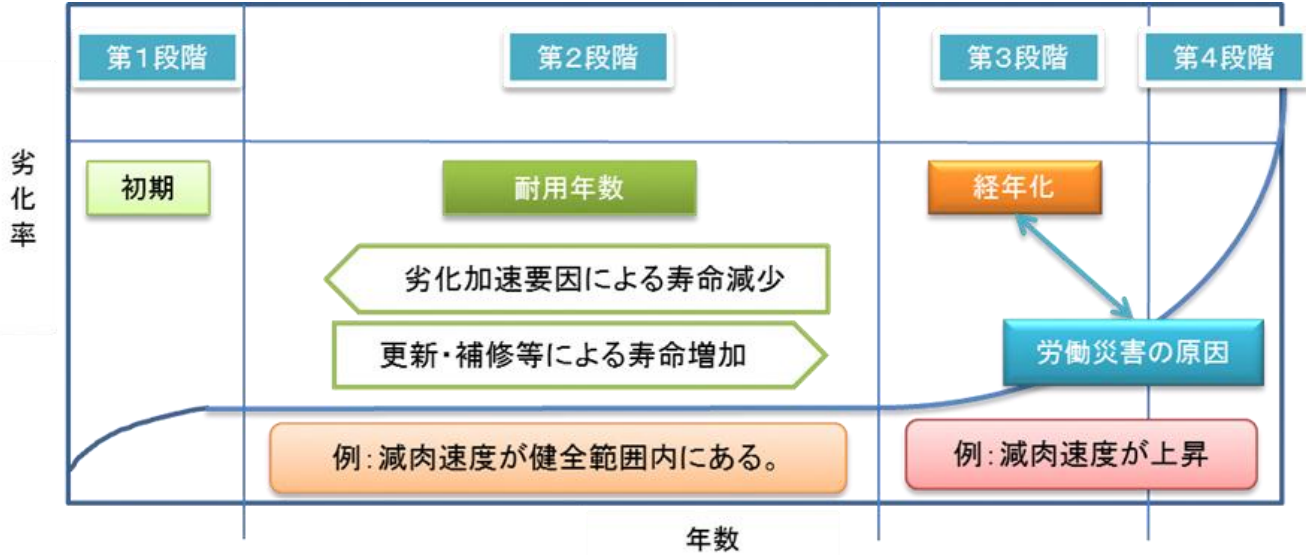 第１段階
第２段階
第３段階
第４段階
劣化率
初期
耐用年数
経年化
劣化加速要因による寿命減少
更新・補修等による寿命増加
労働災害の原因
例：減肉速度が健全範囲内にある。
例：減肉速度が上昇
年数